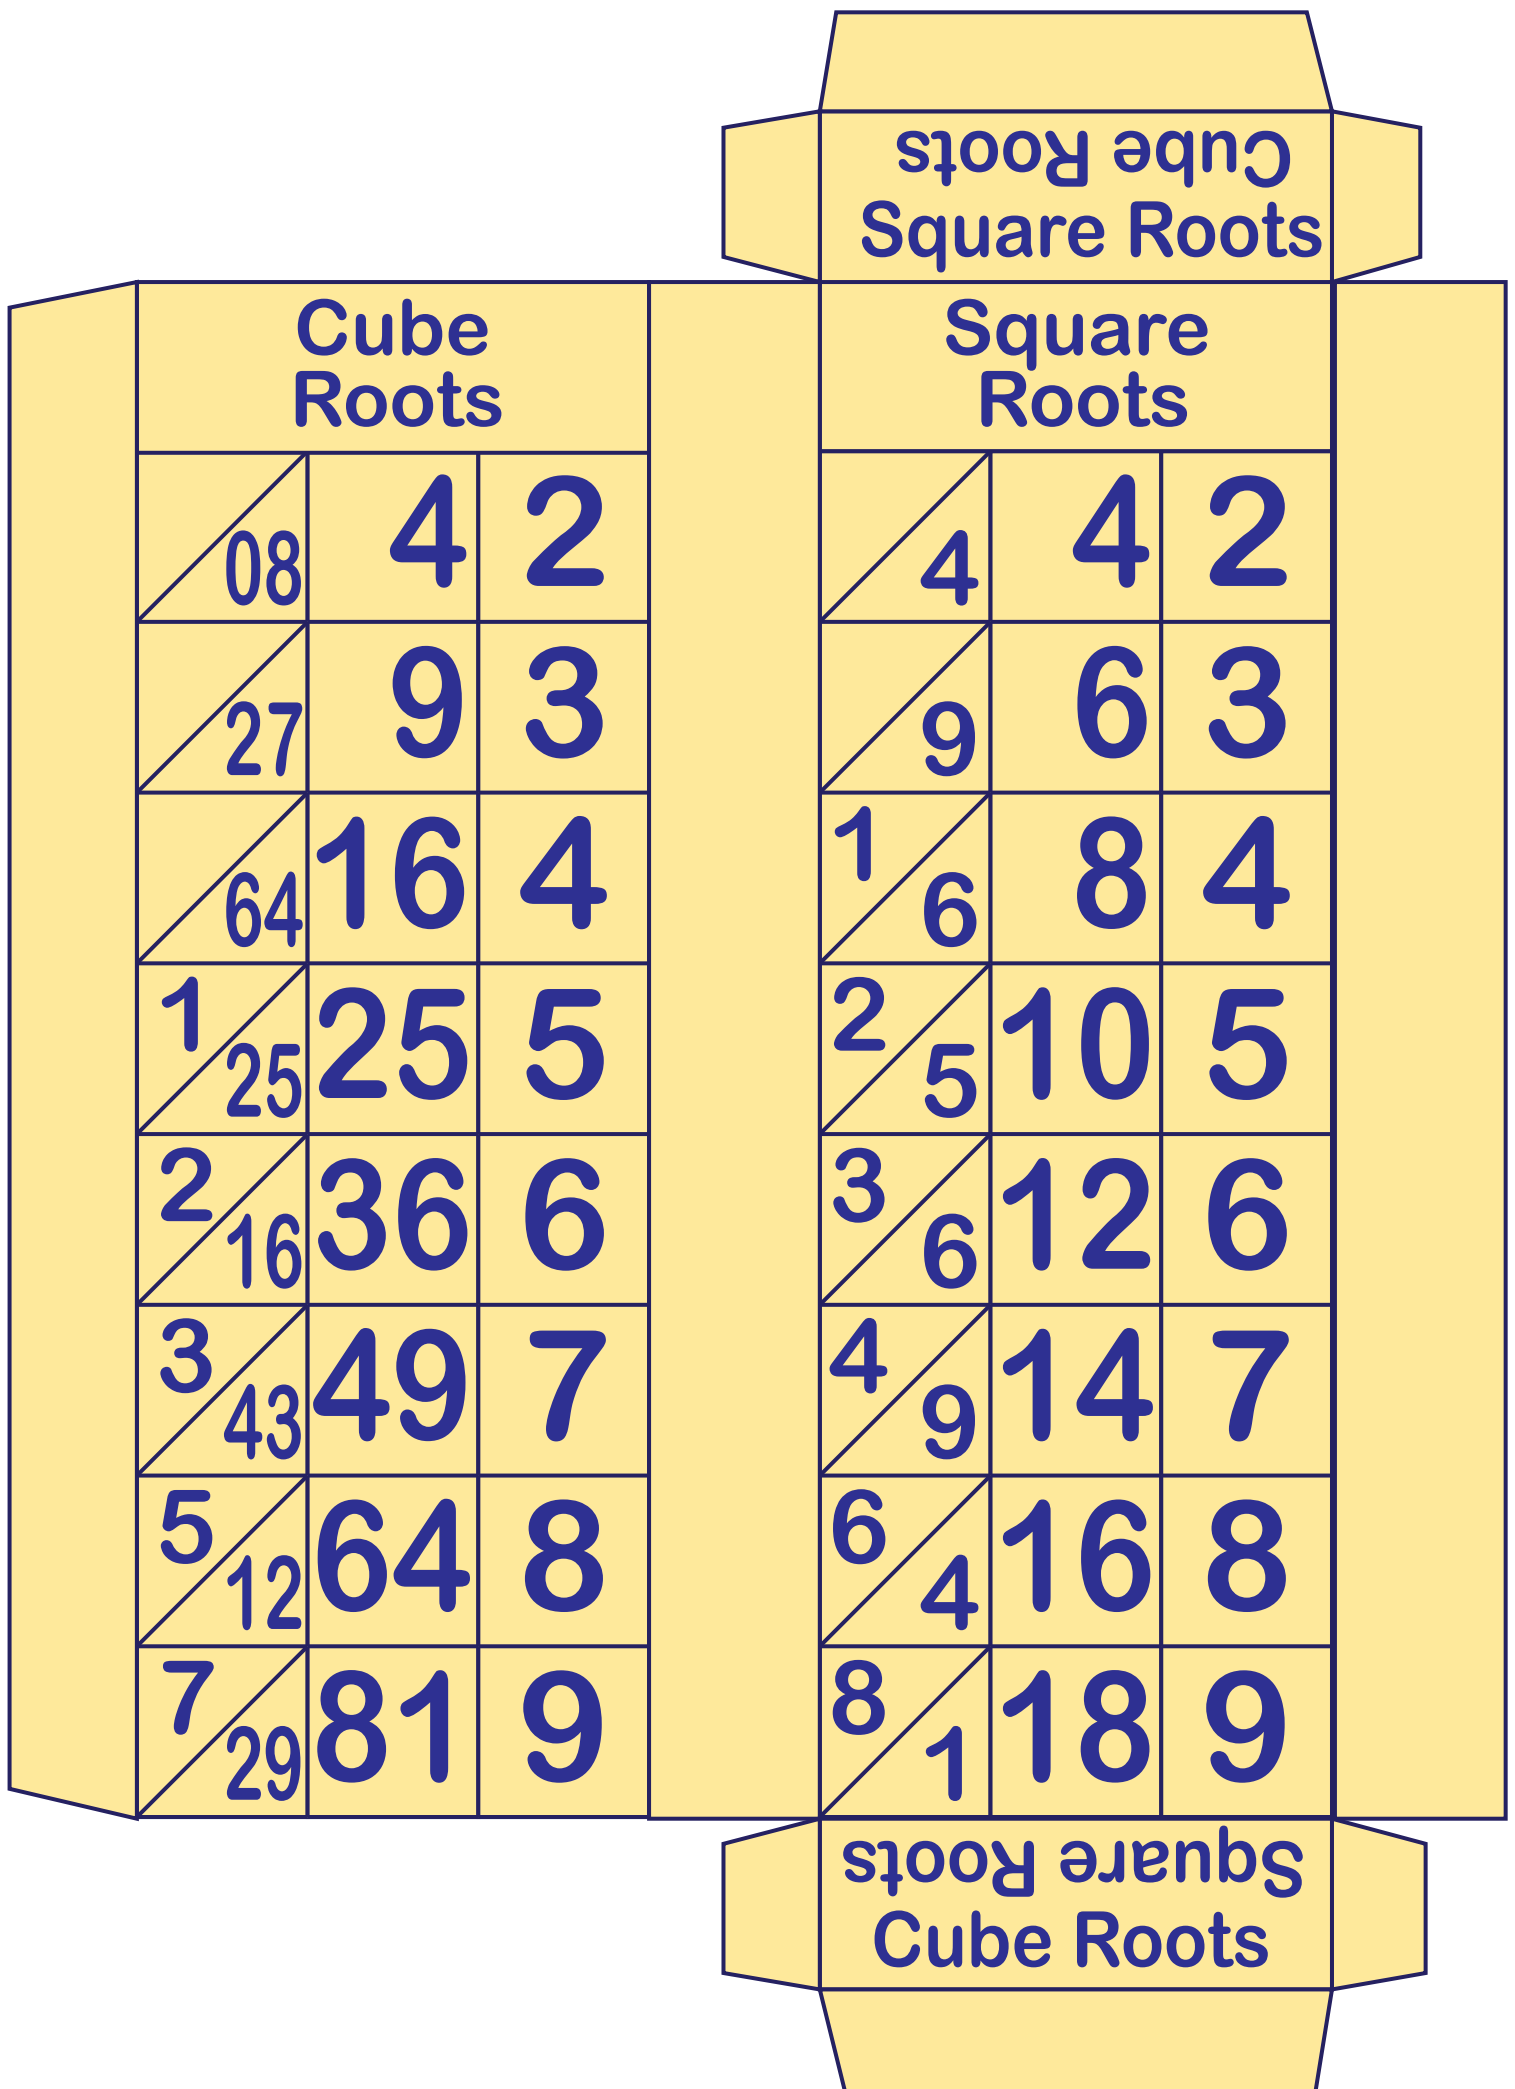 Cube Roots
Square Roots
Cube
Roots
08 4 2
27 9 3
64 16 4
1 25 25 5
2 16 36 6
3 43 49 7
5 12 64 8
7 29 81 9
Square
Roots
4 4 2
9 6 3
1 6 8 4
2 5 10 5
3 6 12 6
4 9 14 7
6 4 16 8
8 1 18 9
Square Roots
Cube Roots